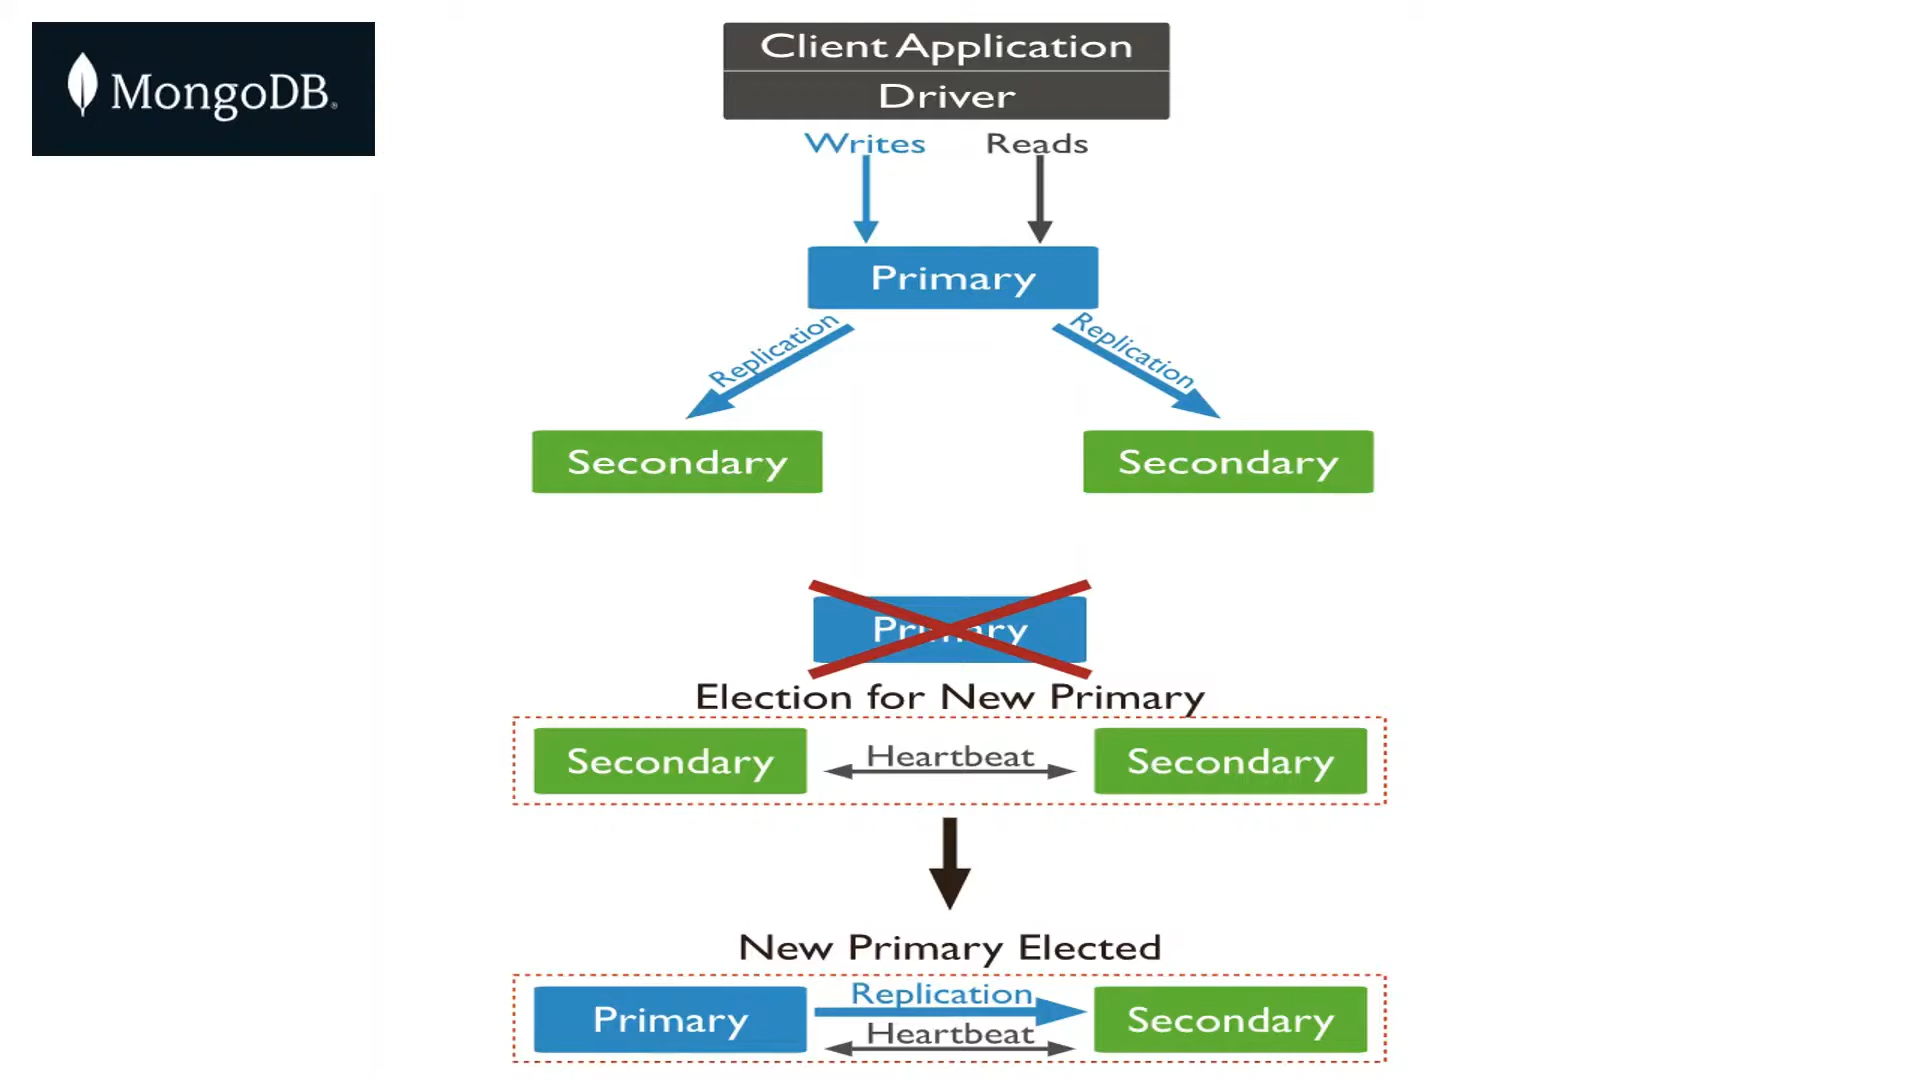 MongoDB®
Client Application
Driver
Writes Reads
Primary
Replication Replication
Secondary Secondary
Primary
Election for New Primary
Secondary Heartbeat Secondary
New Primary Elected
Replication
Primary Secondary
Heartbeat